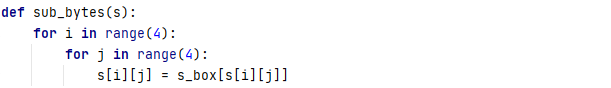 def sub_bytes(s):
    for i in range(4):
        for j in range(4):
            s[i][j] = s_box[s[i][j]]